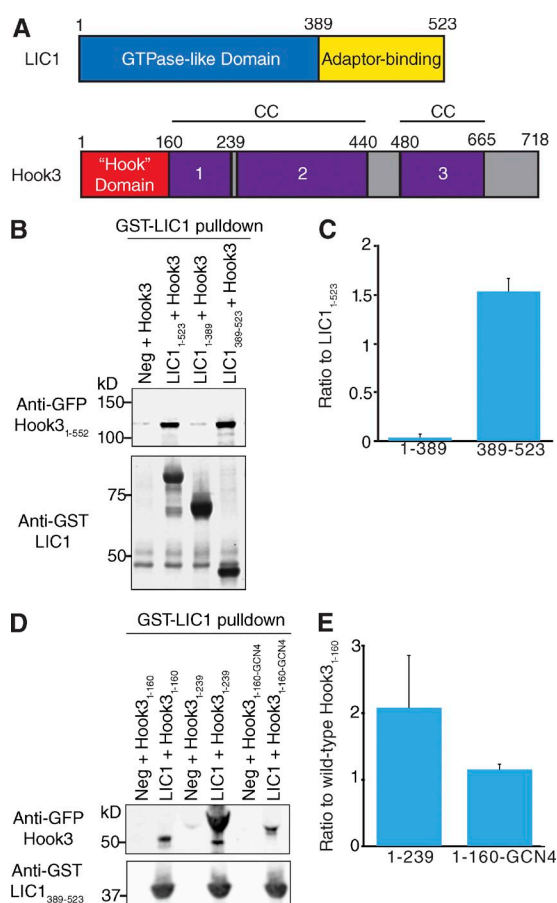 A
1 389 523
LIC1 GTPase-like Domain Adaptor-binding
CC CC
1 160 239 440 480 665 718
Hook3 "Hook" Domain 1 2 3
B
GST-LIC1 pulldown
Neg + Hook3
LIC1 1-523 + Hook3
LIC1 1-389 + Hook3
LIC1 389-523 + Hook3
kD
Anti-GFP 150
Hook3 1-552 100
75
Anti-GST
LIC1
50
C
Ratio to LIC1 1-523
2
1.5
1
0.5
0
1-389 389-523
D
GST-LIC1 pulldown
Neg + Hook3 1-160
LIC1 + Hook3 1-160
Neg + Hook3 1-239
LIC1 + Hook3 1-239
Neg + Hook3 1-160-GCN4
LIC1 + Hook3 1-160-GCN4
kD
Anti-GFP
Hook3 50
Anti-GST
LIC1 389-523 37
E
Ratio to wild-type Hook3 1-160
3
2
1
0
1-239 1-160-GCN4